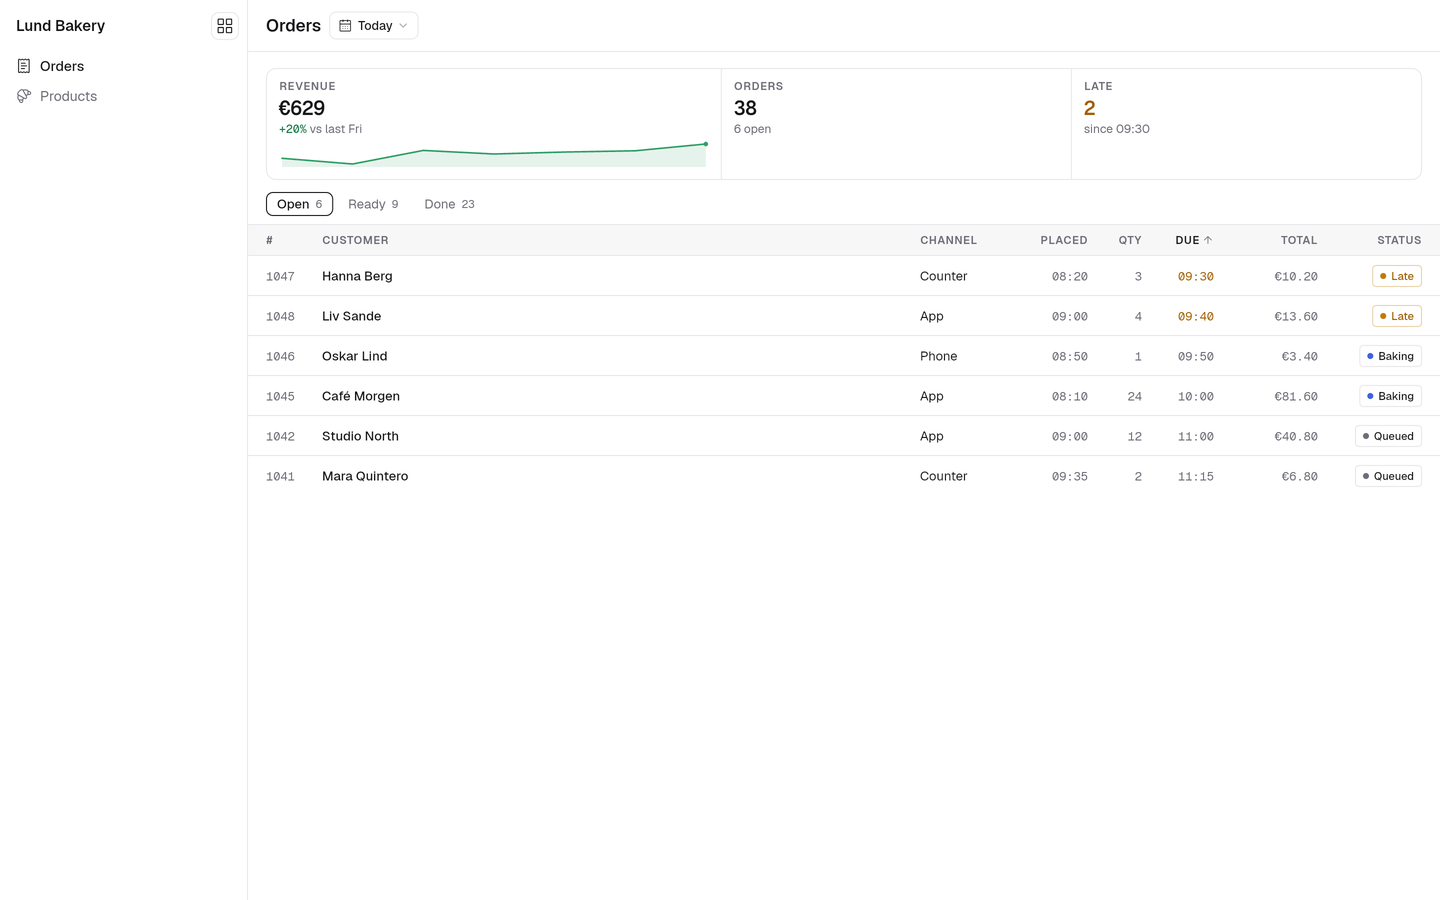 Lund Bakery
Orders
Products
Orders Today
REVENUE
€629
+20% vs last Fri
ORDERS
38
6 open
LATE
2
since 09:30
Open 6 Ready 9 Done 23
# CUSTOMER CHANNEL PLACED QTY DUE ↑ TOTAL STATUS
1047 Hanna Berg Counter 08:20 3 09:30 €10.20 Late
1048 Liv Sande App 09:00 4 09:40 €13.60 Late
1046 Oskar Lind Phone 08:50 1 09:50 €3.40 Baking
1045 Café Morgen App 08:10 24 10:00 €81.60 Baking
1042 Studio North App 09:00 12 11:00 €40.80 Queued
1041 Mara Quintero Counter 09:35 2 11:15 €6.80 Queued